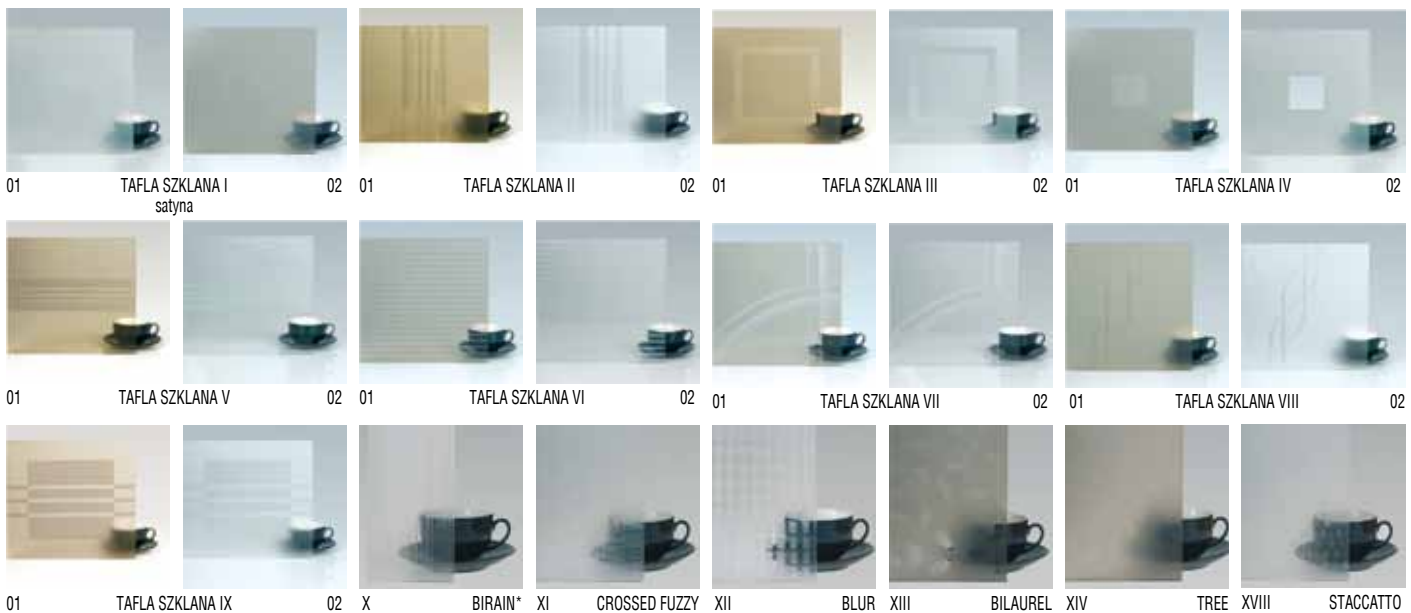 01 TAFLA SZKLANA I 02 01 TAFLA SZKLANA II 02 01 TAFLA SZKLANA III 02 01 TAFLA SZKLANA IV 02
satyna
01 TAFLA SZKLANA V 02 01 TAFLA SZKLANA VI 02 01 TAFLA SZKLANA VII 02 01 TAFLA SZKLANA VIII 02
01 TAFLA SZKLANA IX 02 X BIRAIN* XI CROSSED FUZZY XII BLUR XIII BILAUREL XIV TREE XVIII STACCATTO